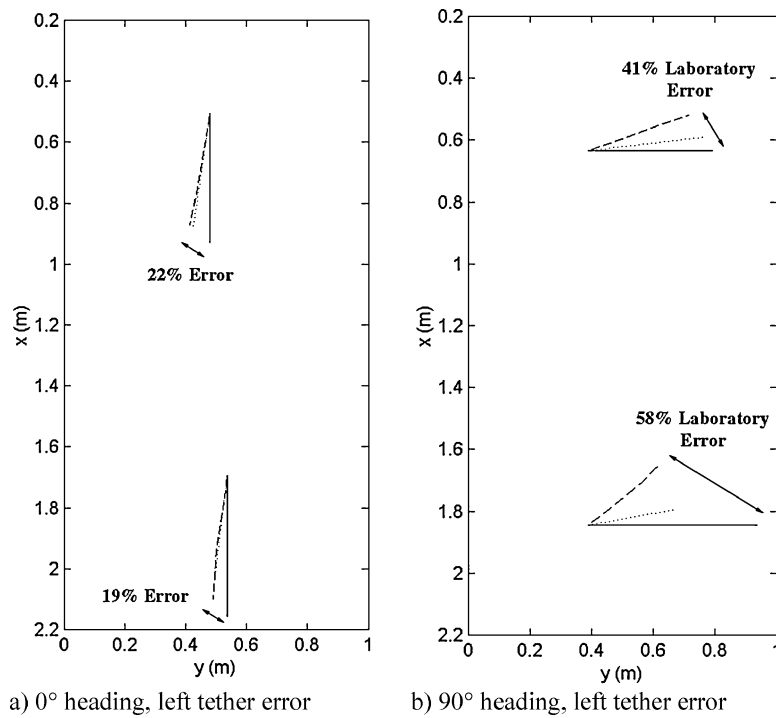 0.2
0.4
0.6
0.8
1
1.2
1.4
1.6
1.8
2
2.2
x (m)
0
0.2
0.4
0.6
0.8
1
y (m)
22% Error
19% Error
a) 0° heading, left tether error
0.2
0.4
0.6
0.8
1
1.2
1.4
1.6
1.8
2
2.2
x (m)
0
0.2
0.4
0.6
0.8
1
y (m)
41% Laboratory
Error
58% Laboratory
Error
b) 90° heading, left tether error